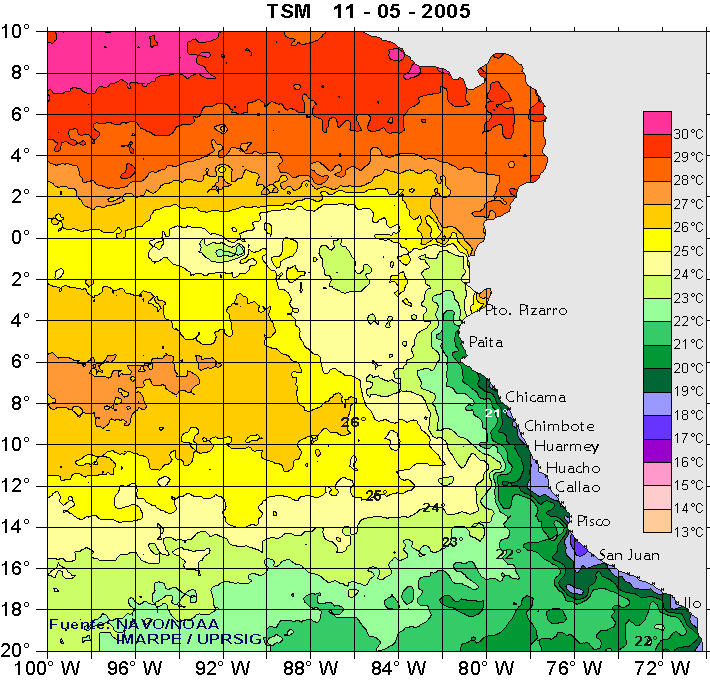 TSM 11 - 05 - 2005
10°
8°
6°
4°
2°
0°
2°
4°
6°
8°
10°
12°
14°
16°
18°
20°
100° W 96° W 92° W 88° W 84° W 80° W 76° W 72° W
30°C
29°C
28°C
27°C
26°C
25°C
24°C
23°C
22°C
21°C
20°C
19°C
18°C
17°C
16°C
15°C
14°C
13°C
Pto. Pizarro
Paita
Chicama
21°
26°
Chimbote
Huarmey
Huacho
Callao
25°
24°
Pisco
23°
22°
San Juan
Ilo
22°
Fuente: NAVO/NOAA
IMARPE / UPRSIG